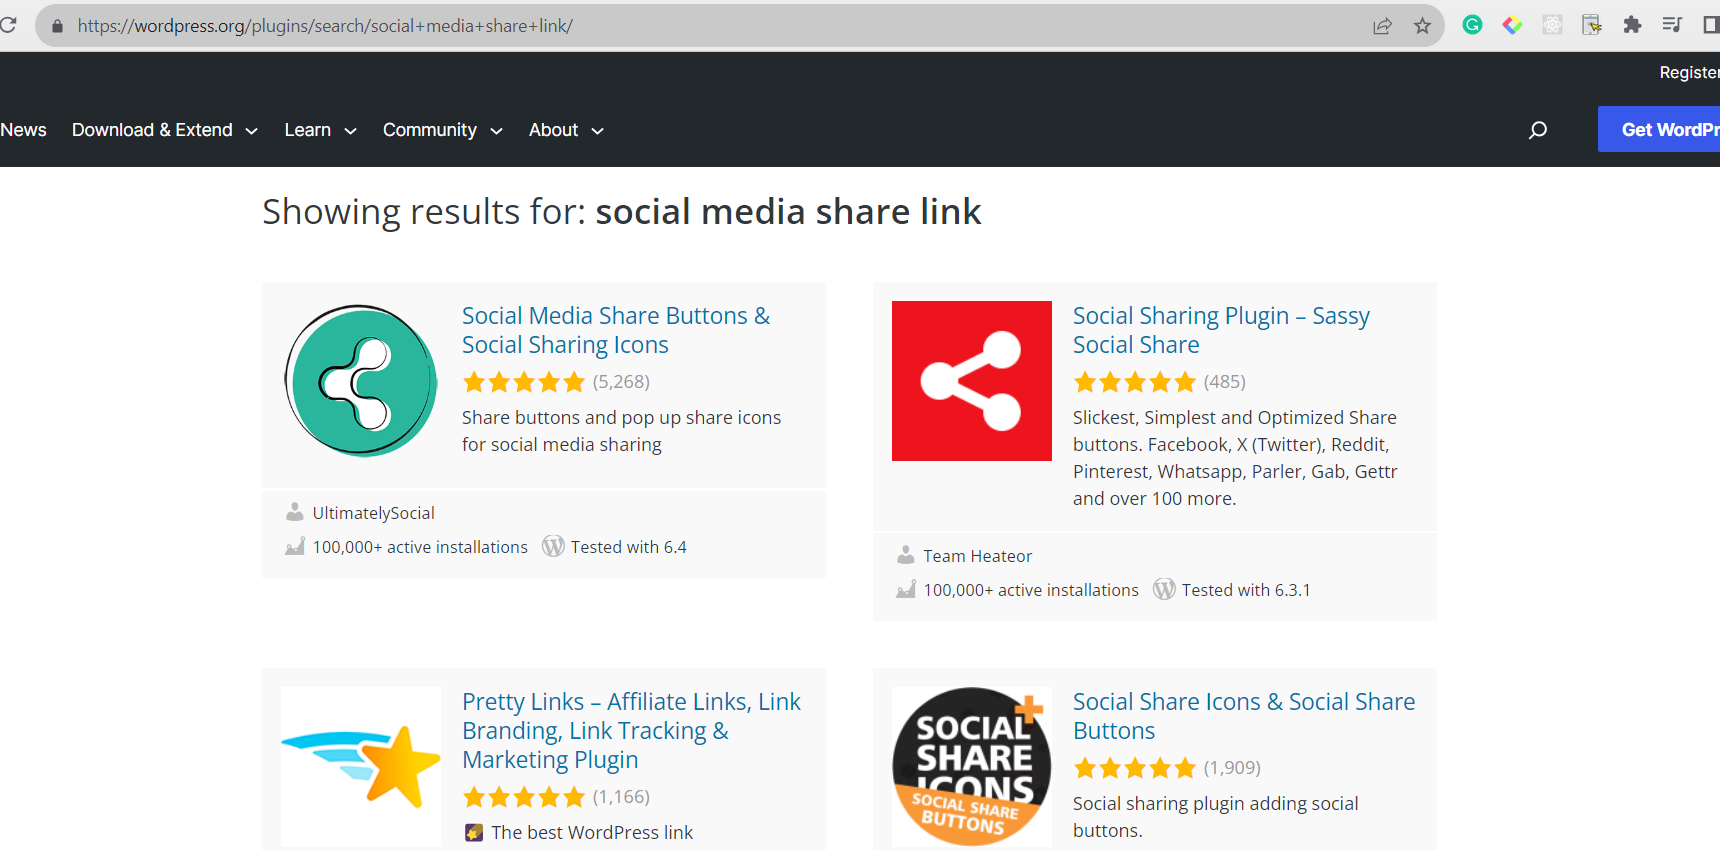 https://wordpress.org/plugins/search/social+media+share+link/
Register
News Download & Extend Learn Community About
Get WordPr
Showing results for: social media share link
Social Media Share Buttons &
Social Sharing Icons
(5,268)
Share buttons and pop up share icons
for social media sharing
UltimatelySocial
100,000+ active installations Tested with 6.4
Social Sharing Plugin – Sassy
Social Share
(485)
Slickest, Simplest and Optimized Share
buttons. Facebook, X (Twitter), Reddit,
Pinterest, Whatsapp, Parler, Gab, Gettr
and over 100 more.
Team Heateor
100,000+ active installations Tested with 6.3.1
Pretty Links – Affiliate Links, Link
Branding, Link Tracking &
Marketing Plugin
(1,166)
The best WordPress link
SOCIAL
SHARE
ICONS
SOCIAL SHARE
BUTTONS
Social Share Icons & Social Share
Buttons
(1,909)
Social sharing plugin adding social
buttons.